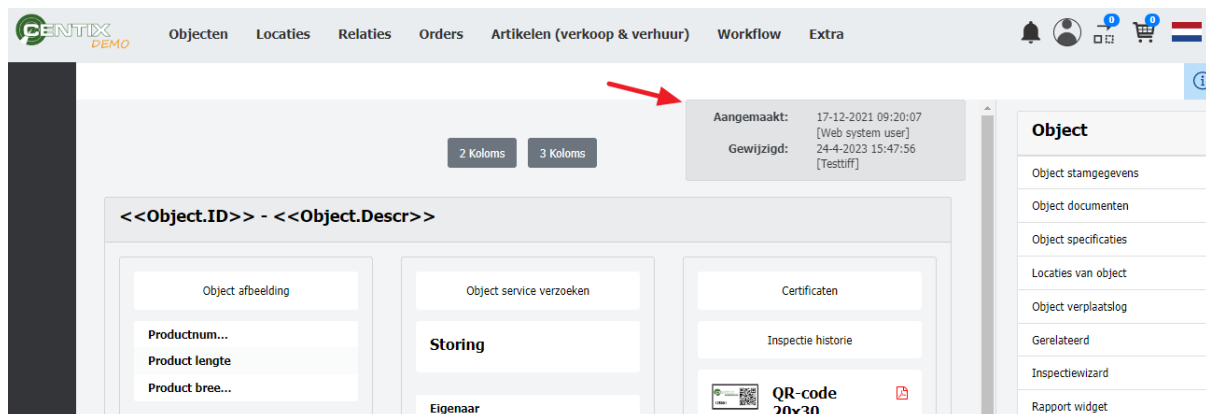 CENTIX
DEMO
Objecten Locaties Relaties Orders Artikelen (verkoop & verhuur) Workflow Extra
0 0
Aangemaakt: 17-12-2021 09:20:07
[Web system user]
Gewijzigd: 24-4-2023 15:47:56
[Testtiff]
2 Koloms 3 Koloms
<<Object.ID>> - <<Object.Descr>>
Object afbeelding
Productnum...
Product lengte
Product bree...
Object service verzoeken
Storing
Eigenaar
Certificaten
Inspectie historie
QR-code
20x30
Object
Object stamgegevens
Object documenten
Object specificaties
Locaties van object
Object verplaatslog
Gerelateerd
Inspectiewizard
Rapport widget